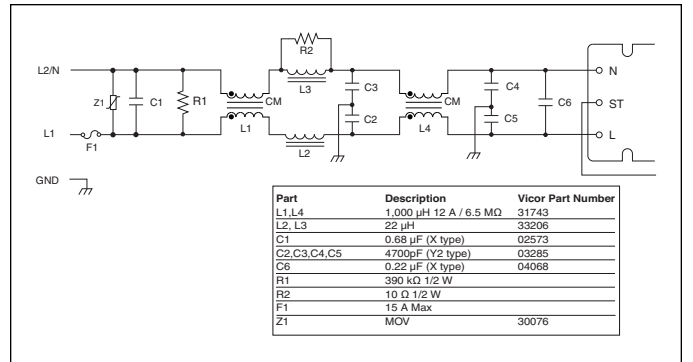 R2
L2/N
N
L3
C3
C4
Z1
C1
R1
CM
CM
C6
ST
C2
C5
L1
F1
L1
L4
L
L2
GND
Part Description Vicor Part Number
L1,L4 1,000 µH 12 A / 6.5 MΩ 31743
L2, L3 22 µH 33206
C1 0.68 µF (X type) 02573
C2,C3,C4,C5 4700pF (Y2 type) 03285
C6 0.22 µF (X type) 04068
R1 390 kΩ 1/2 W
R2 10 Ω 1/2 W
F1 15 A Max
Z1 MOV 30076